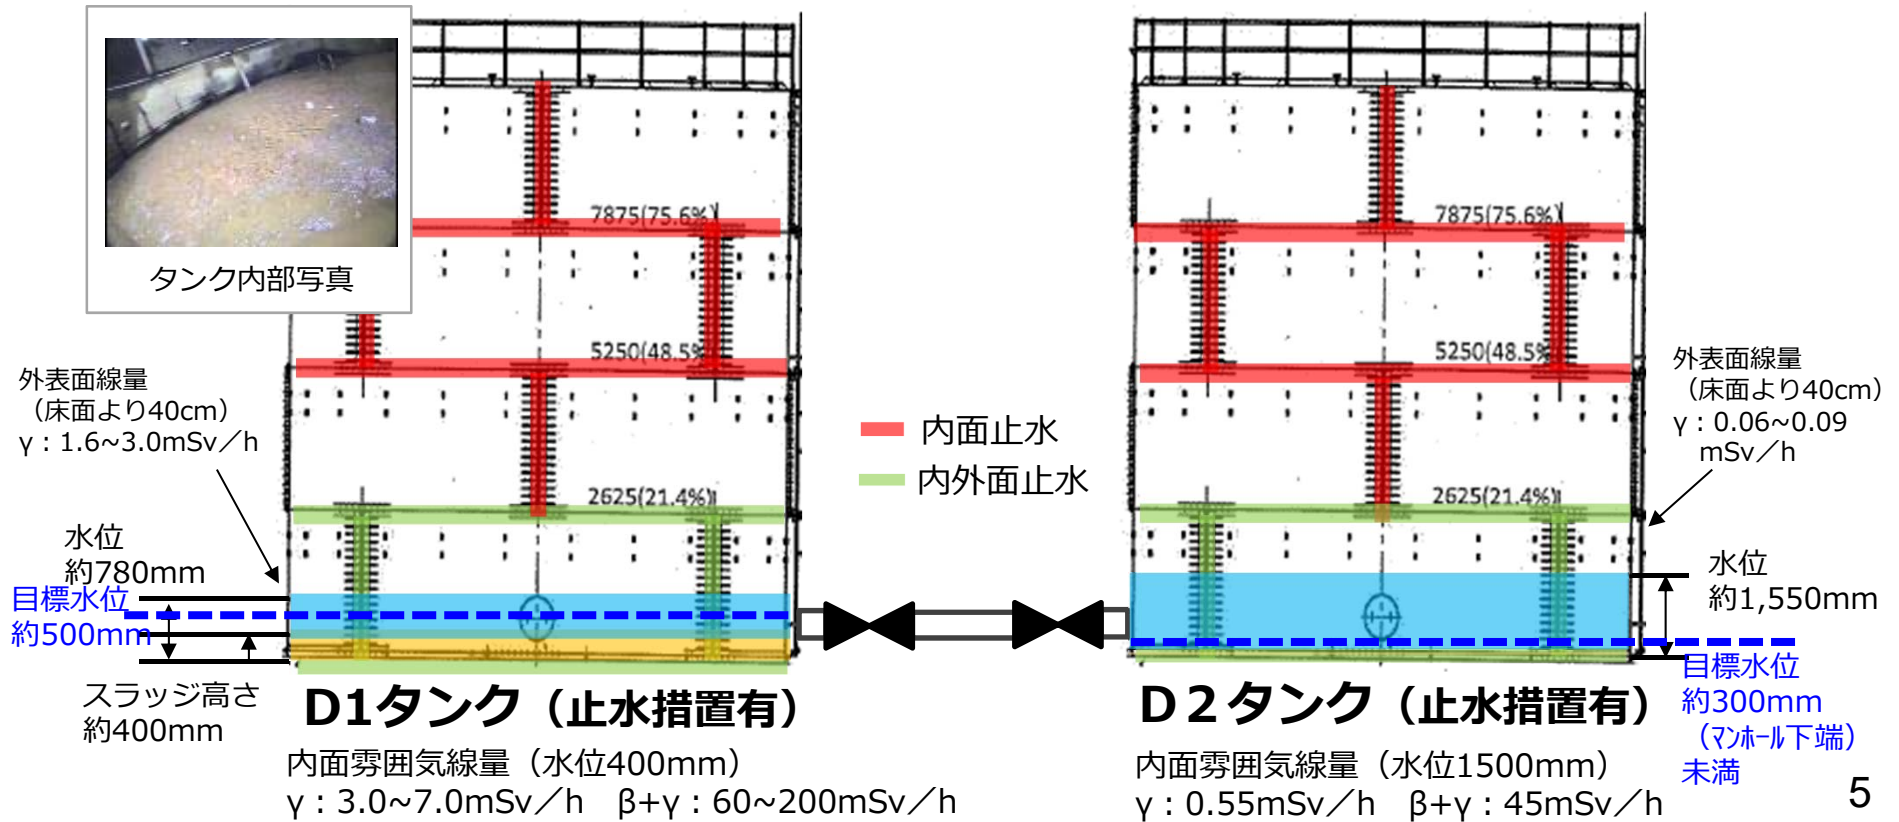 タンク内部写真
7875(75.6%)
5250(48.5%
2625(21.4%)
外表面線量
（床面より40cm）
γ：1.6~3.0mSv／h
水位
約780mm
目標水位
約500mm
スラッジ高さ
約400mm
D1タンク（止水措置有）
内面雰囲気線量（水位400mm）
γ：3.0~7.0mSv／h　β+γ：60~200mSv／h
内面止水
内外面止水
7875(75.6%)
5250(48.5%)
2625(21.4%)
外表面線量
（床面より40cm）
γ：0.06~0.09
mSv／h
水位
約1,550mm
目標水位
約300mm
（ﾏﾝﾎｰﾙ下端）
未満
D２タンク（止水措置有）
内面雰囲気線量（水位1500mm）
γ：0.55mSv／h　β+γ：45mSv／h
5